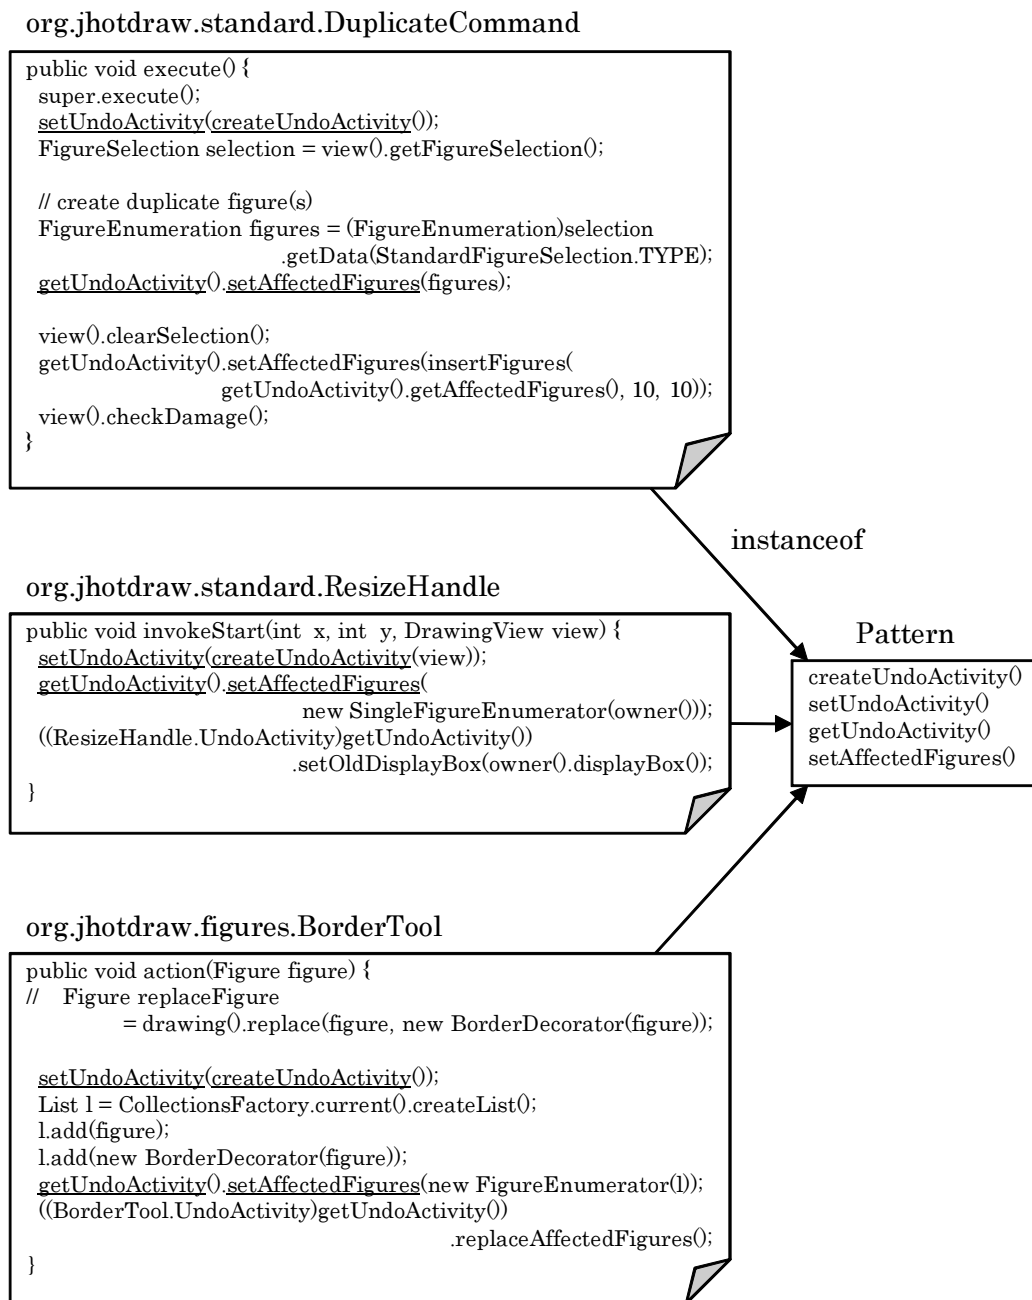 org.jhotdraw.standard.DuplicateCommand
public void execute() {
super.execute();
setUndoActivity(createUndoActivity());
FigureSelection selection = view().getFigureSelection();
// create duplicate figure(s)
FigureEnumeration figures = (FigureEnumeration)selection
.getData(StandardFigureSelection.TYPE);
getUndoActivity().setAffectedFigures(figures);
view().clearSelection();
getUndoActivity().setAffectedFigures(insertFigures(
getUndoActivity().getAffectedFigures(), 10, 10));
view().checkDamage();
}
instanceof
org.jhotdraw.standard.ResizeHandle
public void invokeStart(int x, int y, DrawingView view) {
setUndoActivity(createUndoActivity(view));
getUndoActivity().setAffectedFigures(
new SingleFigureEnumerator(owner()));
((ResizeHandle.UndoActivity)getUndoActivity())
.setOldDisplayBox(owner().displayBox());
}
Pattern
createUndoActivity()
setUndoActivity()
getUndoActivity()
setAffectedFigures()
org.jhotdraw.figures.BorderTool
public void action(Figure figure) {
// Figure replaceFigure
= drawing().replace(figure, new BorderDecorator(figure));
setUndoActivity(createUndoActivity());
List l = CollectionsFactory.current().createList();
l.add(figure);
l.add(new BorderDecorator(figure));
getUndoActivity().setAffectedFigures(new FigureEnumerator(l));
((BorderTool.UndoActivity)getUndoActivity())
.replaceAffectedFigures();
}